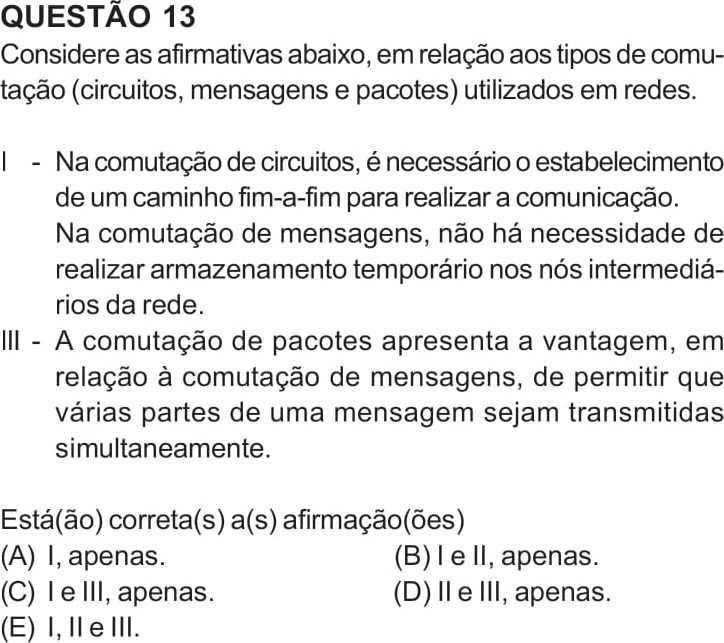 QUESTÃO 13
Considere as afirmativas abaixo, em relação aos tipos de comu-
tação (circuitos, mensagens e pacotes) utilizados em redes.
I - Na comutação de circuitos, é necessário o estabelecimento
de um caminho fim-a-fim para realizar a comunicação.
Na comutação de mensagens, não há necessidade de
realizar armazenamento temporário nos nós intermediá-
rios da rede.
III - A comutação de pacotes apresenta a vantagem, em
relação à comutação de mensagens, de permitir que
várias partes de uma mensagem sejam transmitidas
simultaneamente.
Está(ão) correta(s) a(s) afirmação(ões)
(A) I, apenas. (B) I e II, apenas.
(C) I e III, apenas. (D) II e III, apenas.
(E) I, II e III.